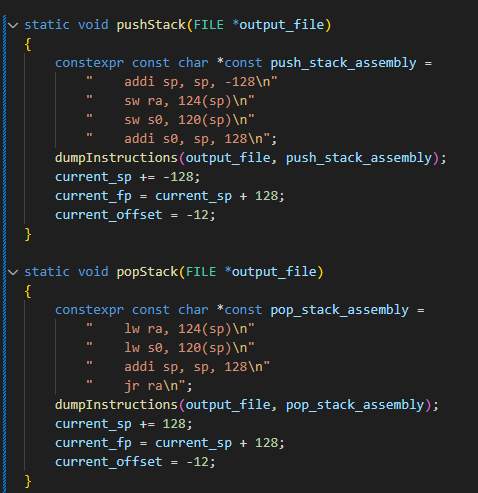 static void pushStack(FILE *output_file)
{
    constexpr const char *const push_stack_assembly =
        "    addi sp, sp, -128\n"
        "    sw ra, 124(sp)\n"
        "    sw s0, 120(sp)\n"
        "    addi s0, sp, 128\n";
    dumpInstructions(output_file, push_stack_assembly);
    current_sp += -128;
    current_fp = current_sp + 128;
    current_offset = -12;
}

static void popStack(FILE *output_file)
{
    constexpr const char *const pop_stack_assembly =
        "    lw ra, 124(sp)\n"
        "    lw s0, 120(sp)\n"
        "    addi sp, sp, 128\n"
        "    jr ra\n";
    dumpInstructions(output_file, pop_stack_assembly);
    current_sp += 128;
    current_fp = current_sp + 128;
    current_offset = -12;
}